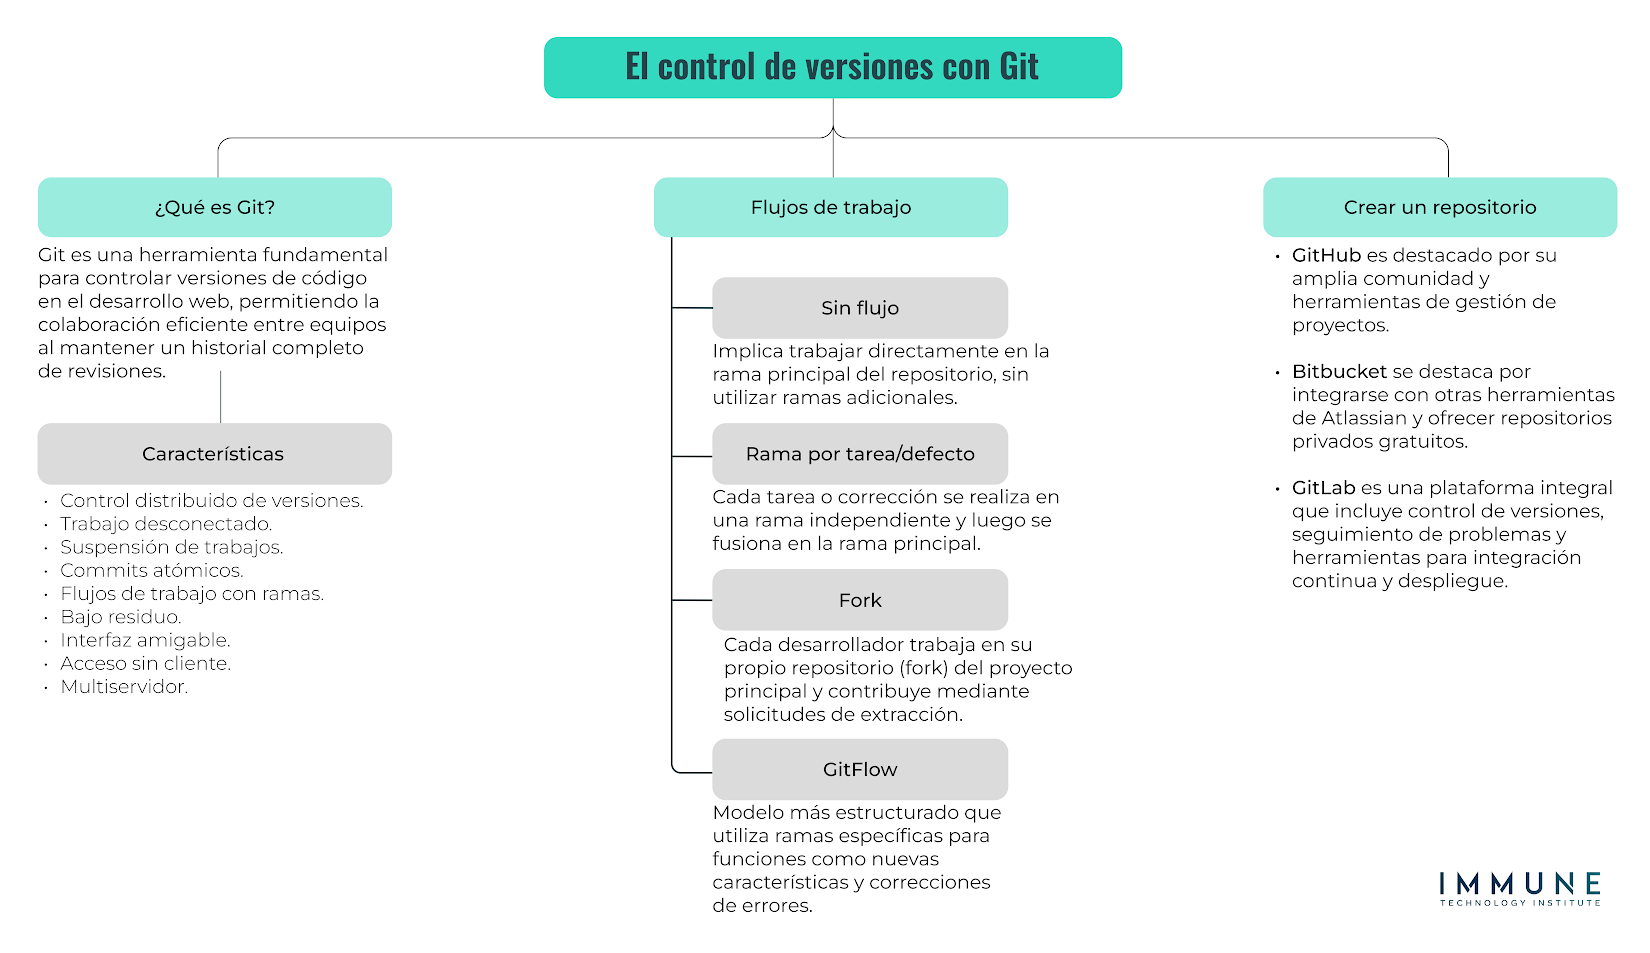 El control de versiones con Git
¿Qué es Git?
Git es una herramienta fundamental
para controlar versiones de código
en el desarrollo web, permitiendo la
colaboración eficiente entre equipos
al mantener un historial completo
de revisiones.
Características
• Control distribuido de versiones.
• Trabajo desconectado.
• Suspensión de trabajos.
• Commits atómicos.
• Flujos de trabajo con ramas.
• Bajo residuo.
• Interfaz amigable.
• Acceso sin cliente.
• Multiservidor.
Flujos de trabajo
Sin flujo
Implica trabajar directamente en la
rama principal del repositorio, sin
utilizar ramas adicionales.
Rama por tarea/defecto
Cada tarea o corrección se realiza en
una rama independiente y luego se
fusiona en la rama principal.
Fork
Cada desarrollador trabaja en su
propio repositorio (fork) del proyecto
principal y contribuye mediante
solicitudes de extracción.
GitFlow
Modelo más estructurado que
utiliza ramas específicas para
funciones como nuevas
características y correcciones
de errores.
Crear un repositorio
• GitHub es destacado por su
amplia comunidad y
herramientas de gestión de
proyectos.
• Bitbucket se destaca por
integrarse con otras herramientas
de Atlassian y ofrecer repositorios
privados gratuitos.
• GitLab es una plataforma integral
que incluye control de versiones,
seguimiento de problemas y
herramientas para integración
continua y despliegue.
IMMUNE
TECHNOLOGY INSTITUTE